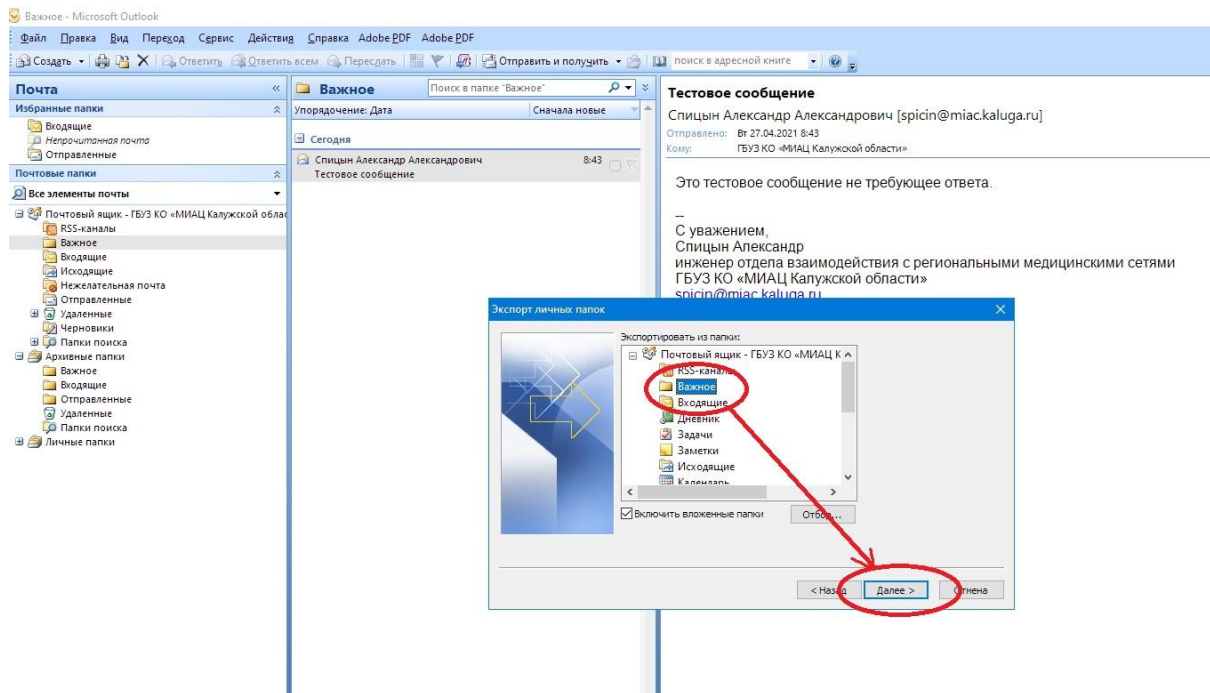 Важное - Microsoft Outlook
Файл Правка Вид Переход Сервис Действия Справка Adobe PDF Adobe PDF
Создать Ответить Ответить всем Переслать Отправить и получить поиск в адресной книге
Почта
Избранные папки
Входящие
Непрочитанная почта
Отправленные
Почтовые папки
Все элементы почты
Почтовый ящик - ГБУЗ КО «МИАЦ Калужской облас
RSS-каналы
Важное
Входящие
Исходящие
Нежелательная почта
Отправленные
Удаленные
Черновики
Папки поиска
Архивные папки
Важное
Входящие
Отправленные
Удаленные
Папки поиска
Личные папки
Важное Поиск в папке "Важное"
Упорядочение: Дата Сначала новые
Сегодня
Спицын Александр Александрович 8:43
Тестовое сообщение
Тестовое сообщение
Спицын Александр Александрович [spicin@miac.kaluga.ru]
Отправлено: Вт 27.04.2021 8:43
Кому: ГБУЗ КО «МИАЦ Калужской области»
Это тестовое сообщение не требующее ответа.
--
С уважением,
Спицын Александр
инженер отдела взаимодействия с региональными медицинскими сетями
ГБУЗ КО «МИАЦ Калужской области»
spicin@miac.kaluga.ru
Экспорт личных папок
Экспортировать из папки:
Почтовый ящик - ГБУЗ КО «МИАЦ К
RSS-каналы
Важное
Входящие
Дневник
Задачи
Заметки
Исходящие
Календарь
Включить вложенные папки Отбор...
< Назад Далее > Отмена